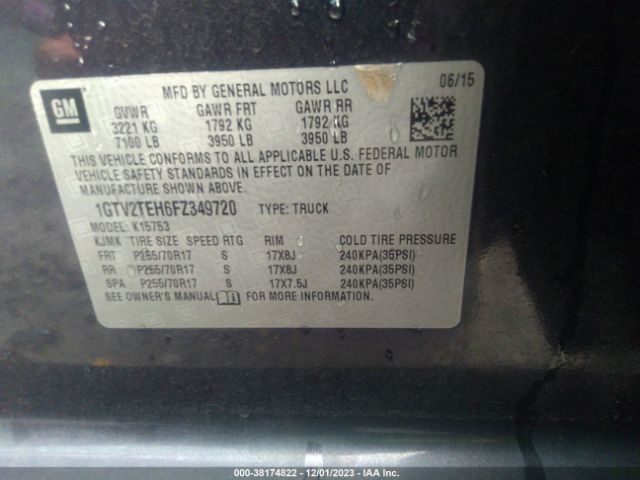 GM
MFD BY GENERAL MOTORS LLC 06/15
GVWR GAWR FRT GAWR RR
3221 KG 1792 KG 1792 KG
7100 LB 3950 LB 3950 LB
THIS VEHICLE CONFORMS TO ALL APPLICABLE U.S. FEDERAL MOTOR
VEHICLE SAFETY STANDARDS IN EFFECT ON THE DATE OF
MANUFACTURE SHOWN ABOVE.
1GTV2TEH6FZ349720 TYPE: TRUCK
MODEL: K15753
KJMK TIRE SIZE SPEED RTG RIM COLD TIRE PRESSURE
FRT P265/70R17 S 17X8J 240KPA(35PSI)
RR P265/70R17 S 17X8J 240KPA(35PSI)
SPA P255/70R17 S 17X7.5J 240KPA(35PSI)
SEE OWNER'S MANUAL FOR MORE INFORMATION.
000-38174822 - 12/01/2023 - IAAI.COM